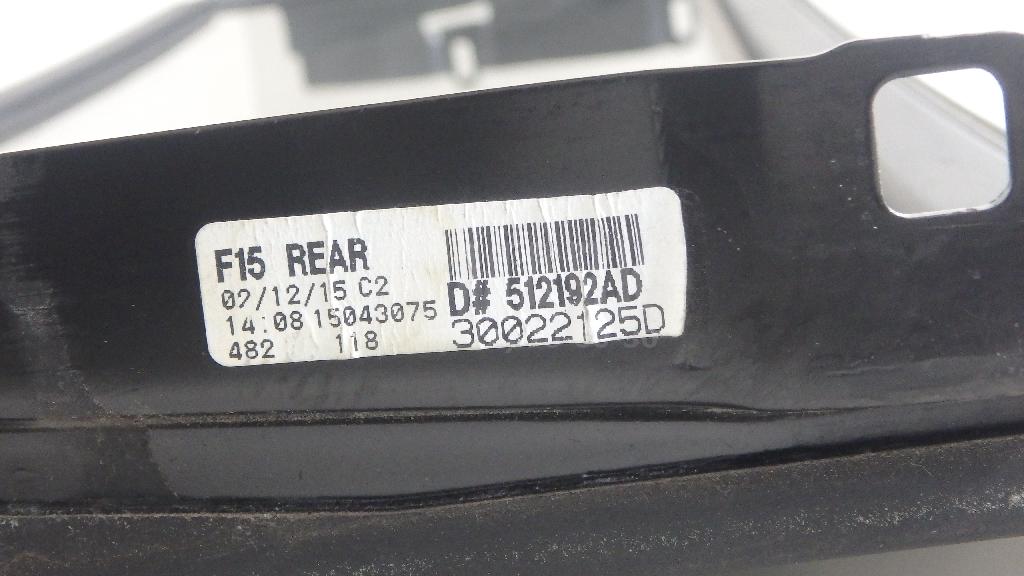 F15 REAR
02/12/15 C2
14:08 15043075
482 118
D# 512192AD
30022125D